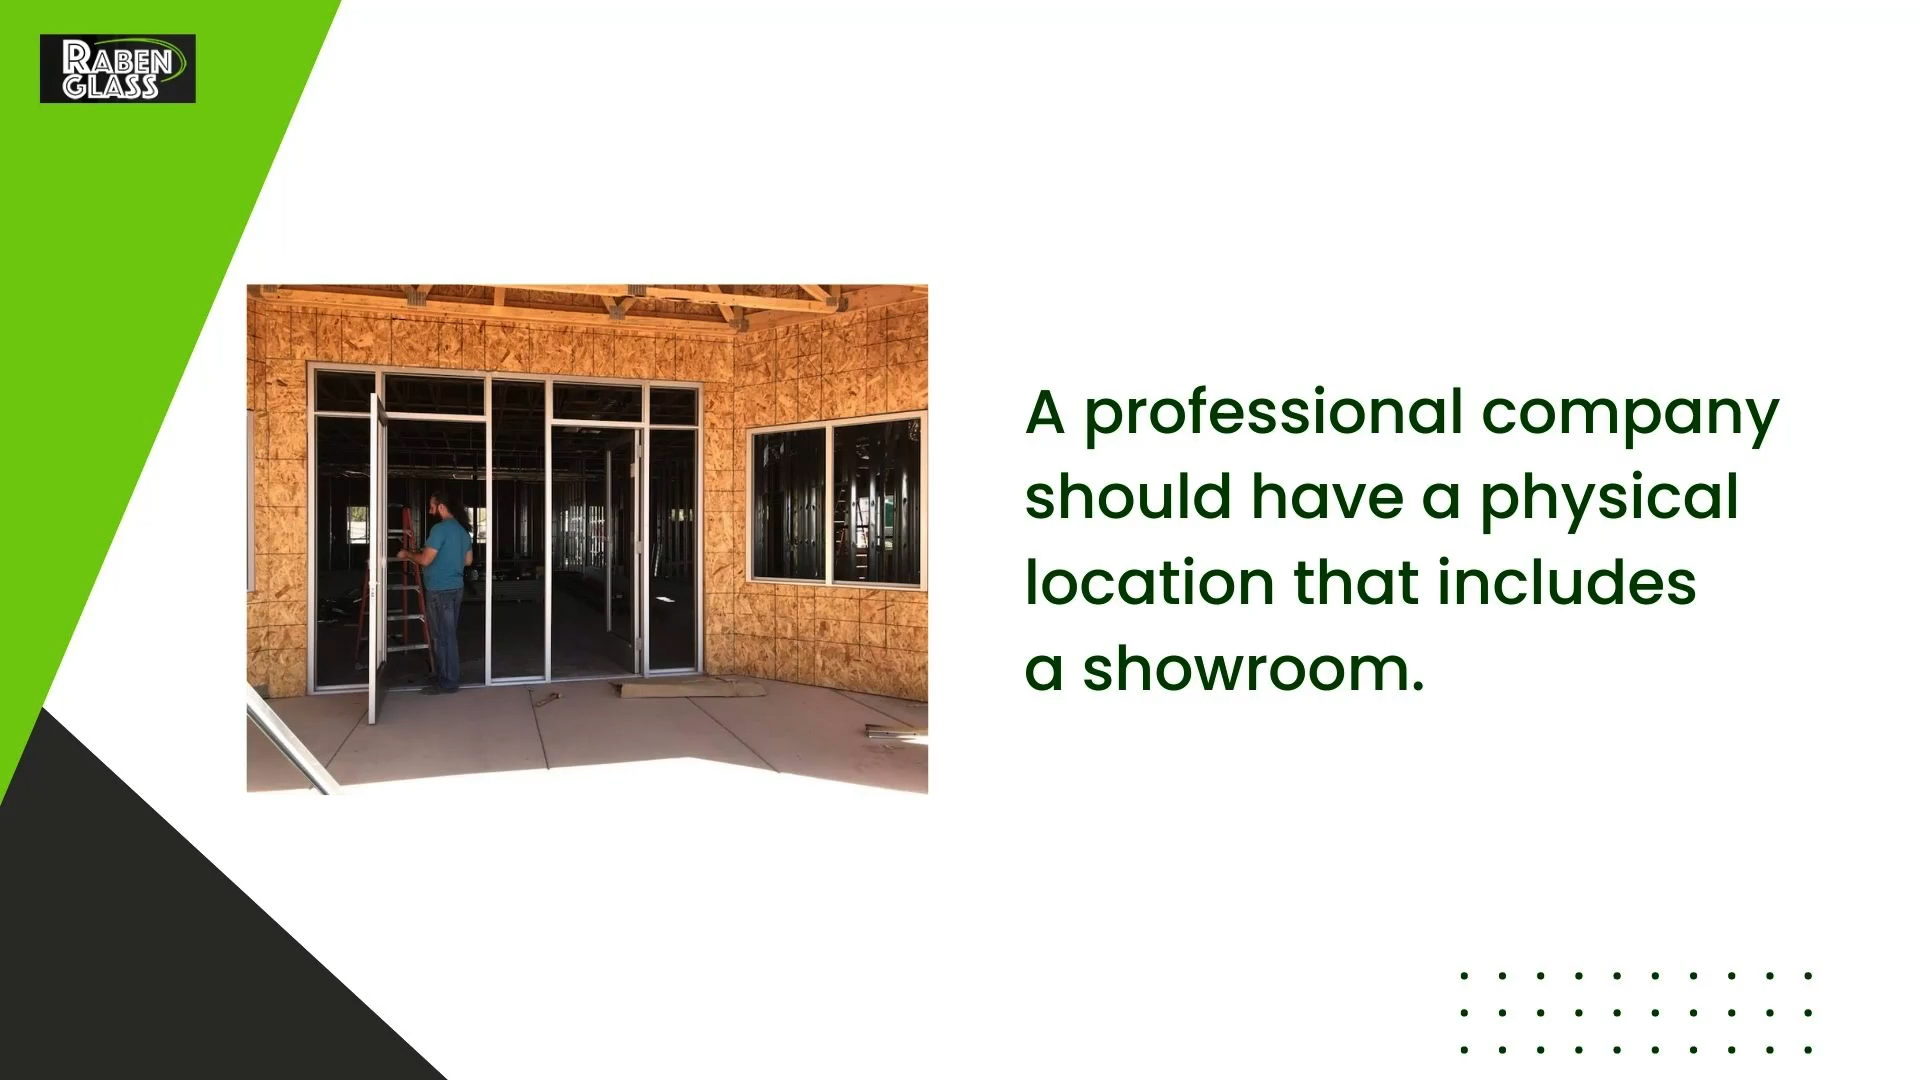 RABEN
GLASS
A professional company
should have a physical
location that includes
a showroom.